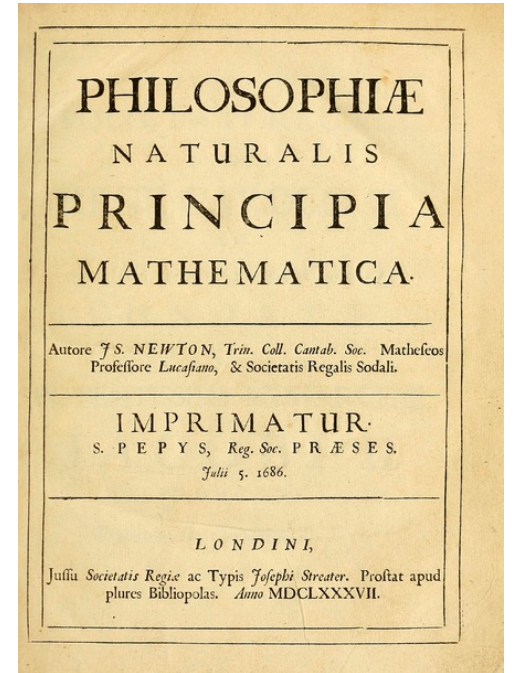 PHILOSOPHIÆ
NATURALIS
PRINCIPIA
MATHEMATICA.
Autore JS. NEWTON, Trin. Coll. Cantab. Soc. Matheſeos
Profeſſore Lucaſiano, & Societatis Regalis Sodali.
IMPRIMATUR.
S. PEPYS, Reg. Soc. PRÆSES.
Julii 5. 1686.
LONDINI,
Juſſu Societatis Regiæ ac Typis Joſephi Streater. Proſtat apud
plures Bibliopolas. Anno MDCLXXXVII.